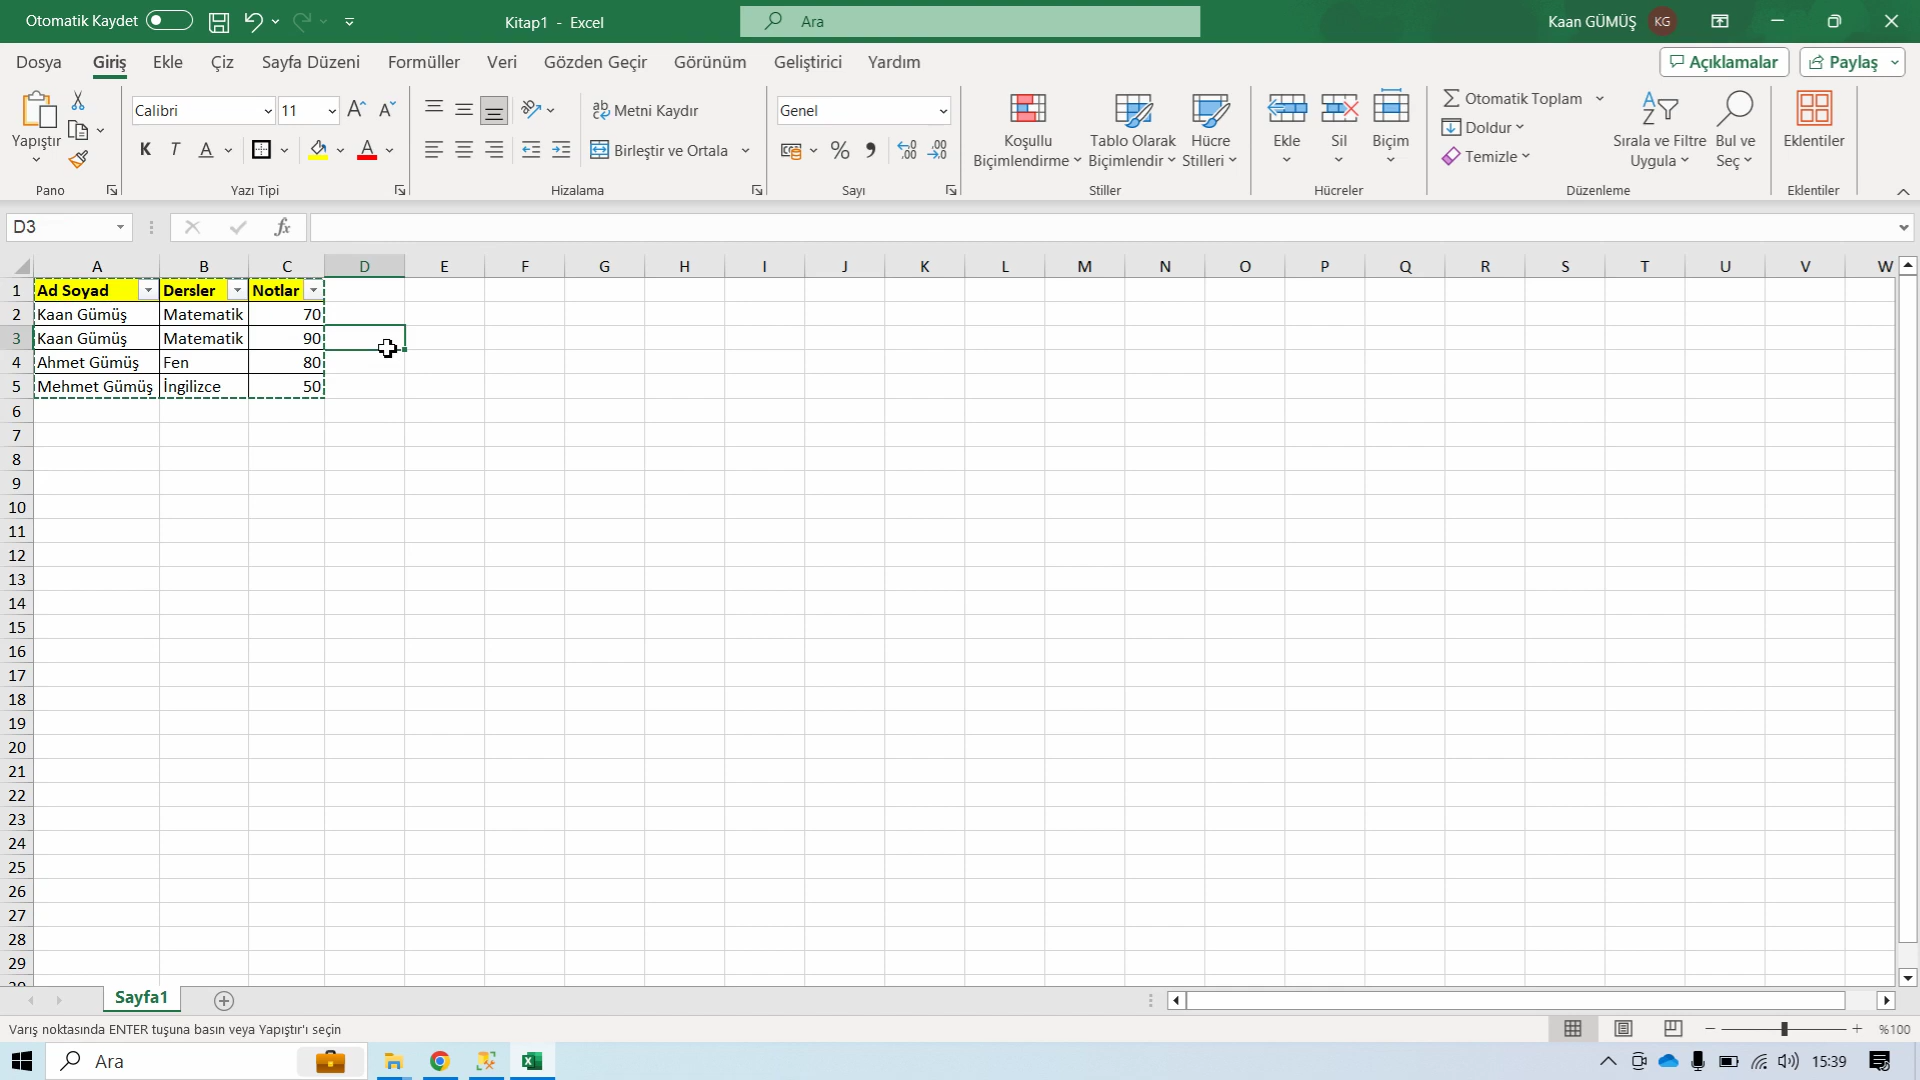 Otomatik Kaydet
Kitap1 - Excel
Ara
Kaan GÜMÜŞ
KG
Dosya Giriş Ekle Çiz Sayfa Düzeni Formüller Veri Gözden Geçir Görünüm Geliştirici Yardım
Açıklamalar
Paylaş
Yapıştır
Pano
Calibri
11
K T A A
Yazı Tipi
ab Metni Kaydır
Birleştir ve Ortala
Hizalama
Genel
%
Sayı
Koşullu
Biçimlendirme
Tablo Olarak
Biçimlendir
Hücre
Stilleri
Stiller
Ekle
Sil
Biçim
Hücreler
Otomatik Toplam
Doldur
Temizle
Sırala ve Filtre
Uygula
Bul ve
Seç
Düzenleme
Eklentiler
Eklentiler
D3
fx
A B C D E F G H I J K L M N O P Q R S T U V W
1 Ad Soyad Dersler Notlar
2 Kaan Gümüş Matematik 70
3 Kaan Gümüş Matematik 90
4 Ahmet Gümüş Fen 80
5 Mehmet Gümüş İngilizce 50
6
7
8
9
10
11
12
13
14
15
16
17
18
19
20
21
22
23
24
25
26
27
28
29
Sayfa1
Varış noktasında ENTER tuşuna basın veya Yapıştır'ı seçin
%100
Ara
15:39